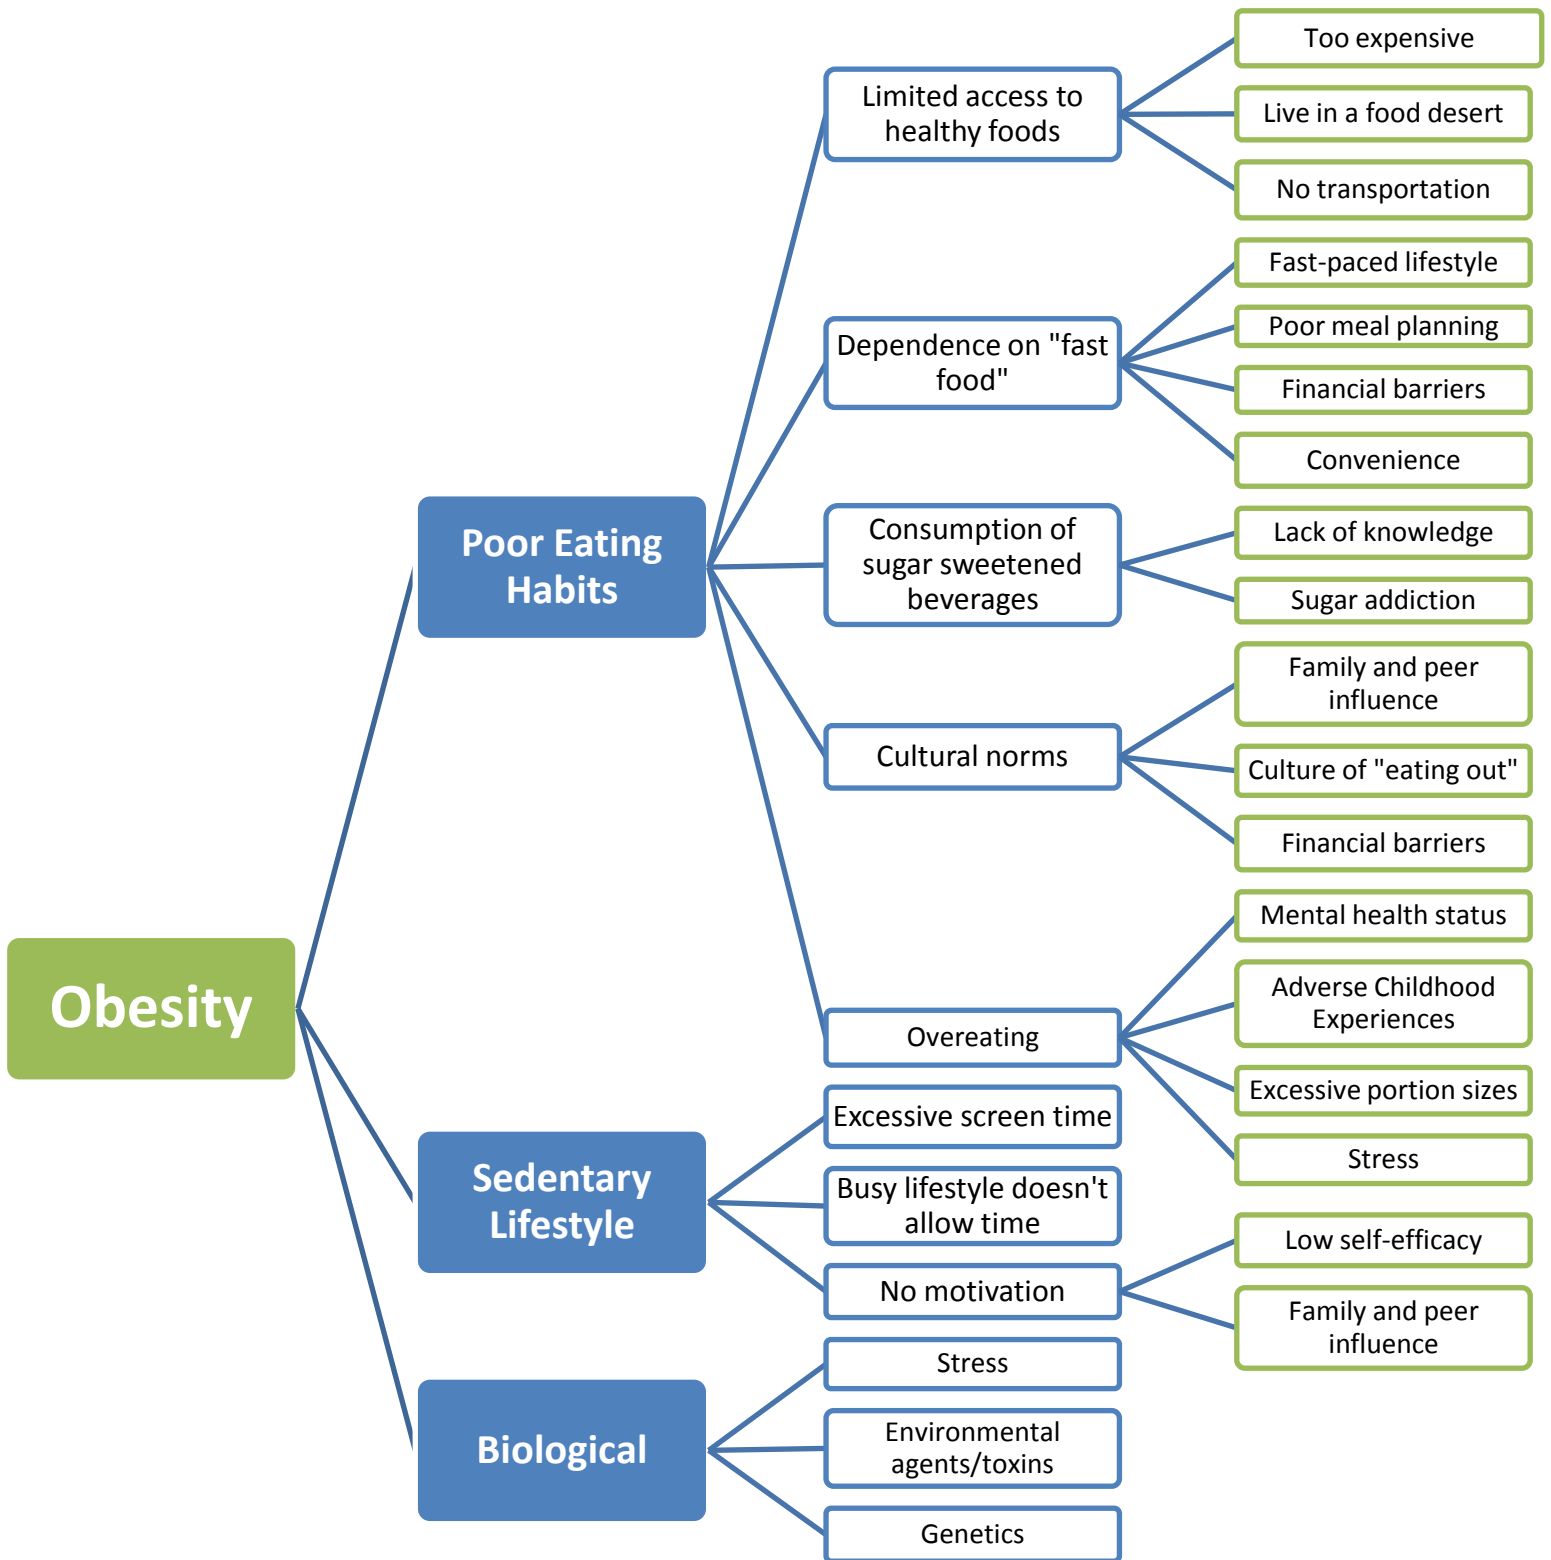 Obesity
Poor Eating
Habits
Limited access to
healthy foods
Too expensive
Live in a food desert
No transportation
Dependence on "fast
food"
Fast-paced lifestyle
Poor meal planning
Financial barriers
Convenience
Consumption of
sugar sweetened
beverages
Lack of knowledge
Sugar addiction
Cultural norms
Family and peer
influence
Culture of "eating out"
Financial barriers
Overeating
Mental health status
Adverse Childhood
Experiences
Excessive portion sizes
Stress
Sedentary
Lifestyle
Excessive screen time
Busy lifestyle doesn't
allow time
No motivation
Low self-efficacy
Family and peer
influence
Biological
Stress
Environmental
agents/toxins
Genetics